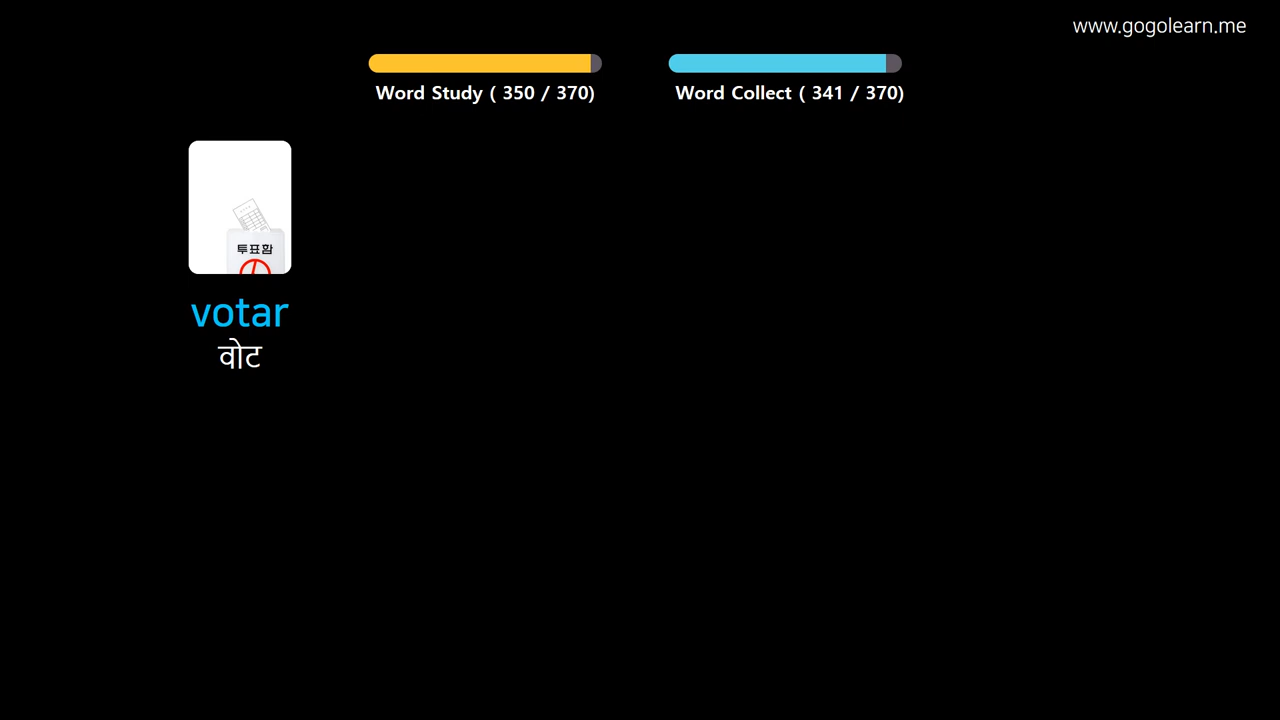 www.gogolearn.me
Word Study ( 350 / 370)
Word Collect ( 341 / 370)
투표함
votar
वोट